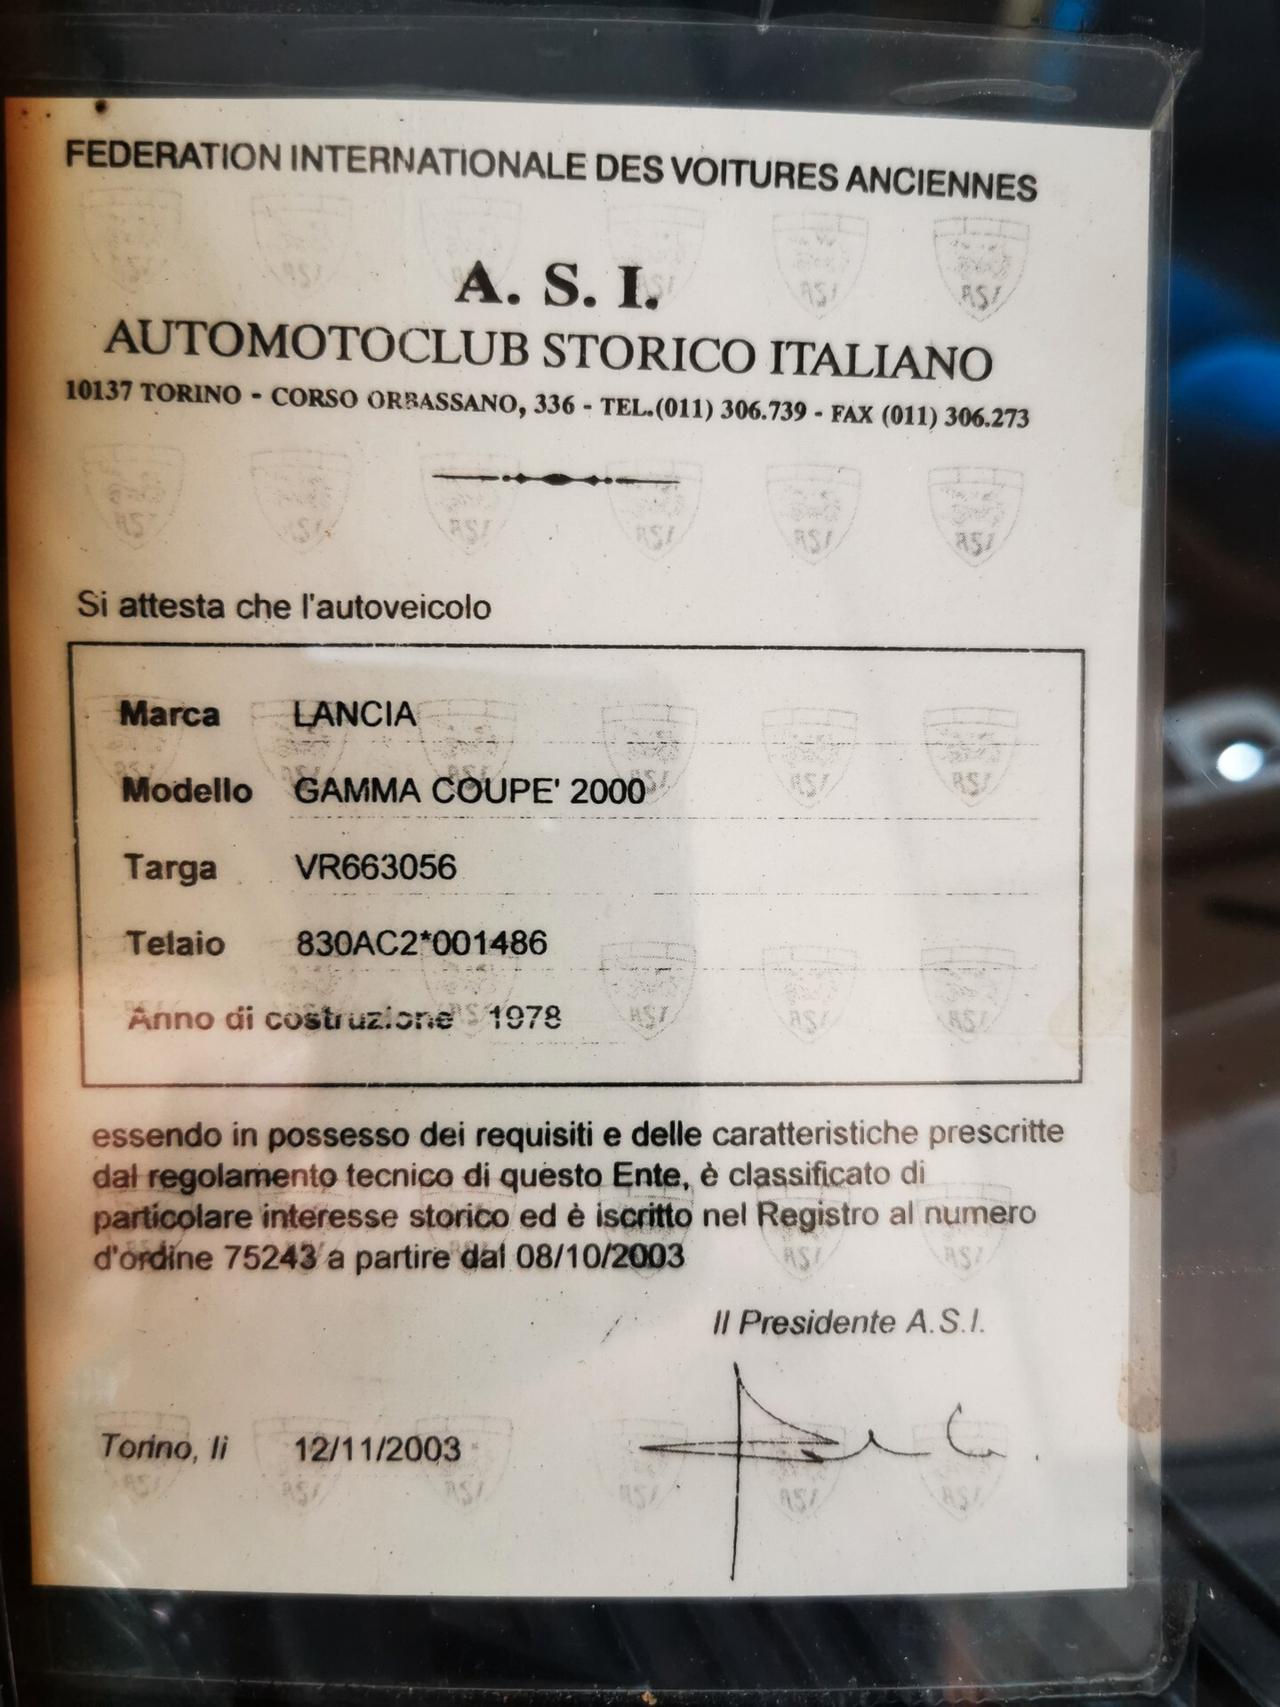 FEDERATION INTERNATIONALE DES VOITURES ANCIENNES
A. S. I.
AUTOMOTOCLUB STORICO ITALIANO
10137 TORINO - CORSO ORBASSANO, 336 - TEL.(011) 306.739 - FAX (011) 306.273
Si attesta che l'autoveicolo
Marca LANCIA
Modello GAMMA COUPE' 2000
Targa VR663056
Telaio 830AC2*001486
Anno di costruzione 1978
essendo in possesso dei requisiti e delle caratteristiche prescritte
dal regolamento tecnico di questo Ente, è classificato di
particolare interesse storico ed è iscritto nel Registro al numero
d'ordine 75243 a partire dal 08/10/2003
Il Presidente A.S.I.
Torino, li 12/11/2003